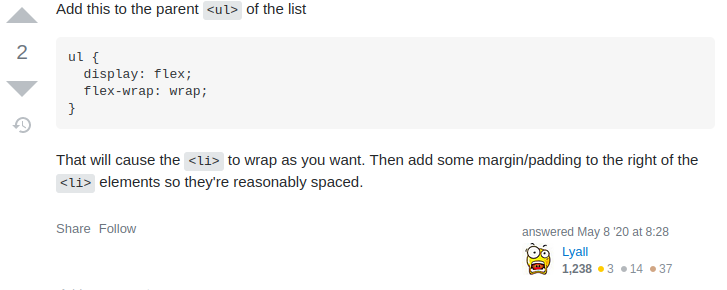 Add this to the parent <ul> of the list
2
ul {
  display: flex;
  flex-wrap: wrap;
}
That will cause the <li> to wrap as you want. Then add some margin/padding to the right of the
<li> elements so they're reasonably spaced.
Share Follow
answered May 8 '20 at 8:28
Lyall
1,238 3 14 37